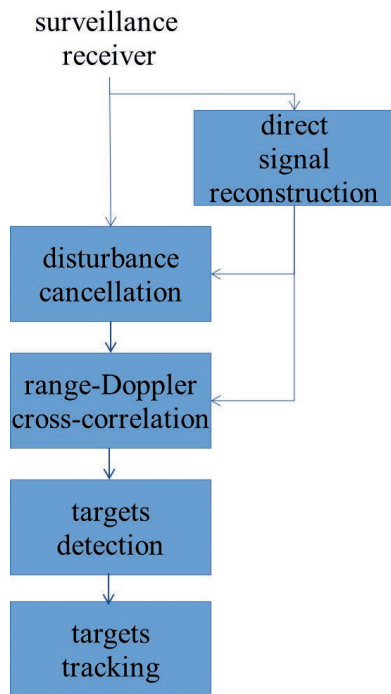 surveillance
receiver
direct
signal
reconstruction
disturbance
cancellation
range-Doppler
cross-correlation
targets
detection
targets
tracking